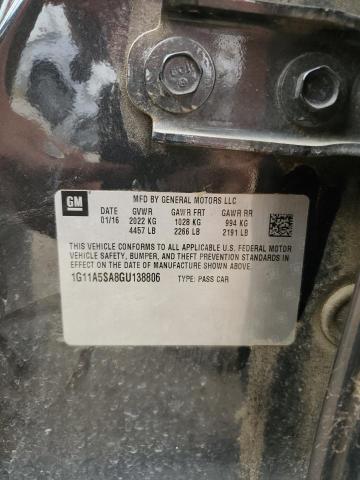 GM
MFD BY GENERAL MOTORS LLC
01/16 GVWR GAWR FRT GAWR RR
2022 KG 1028 KG 994 KG
4457 LB 2266 LB 2191 LB
THIS VEHICLE CONFORMS TO ALL APPLICABLE U.S. FEDERAL MOTOR
VEHICLE SAFETY, BUMPER, AND THEFT PREVENTION STANDARDS IN
EFFECT ON THE DATE OF MANUFACTURE SHOWN ABOVE.
1G11A5SA8GU138806 TYPE: PASS CAR